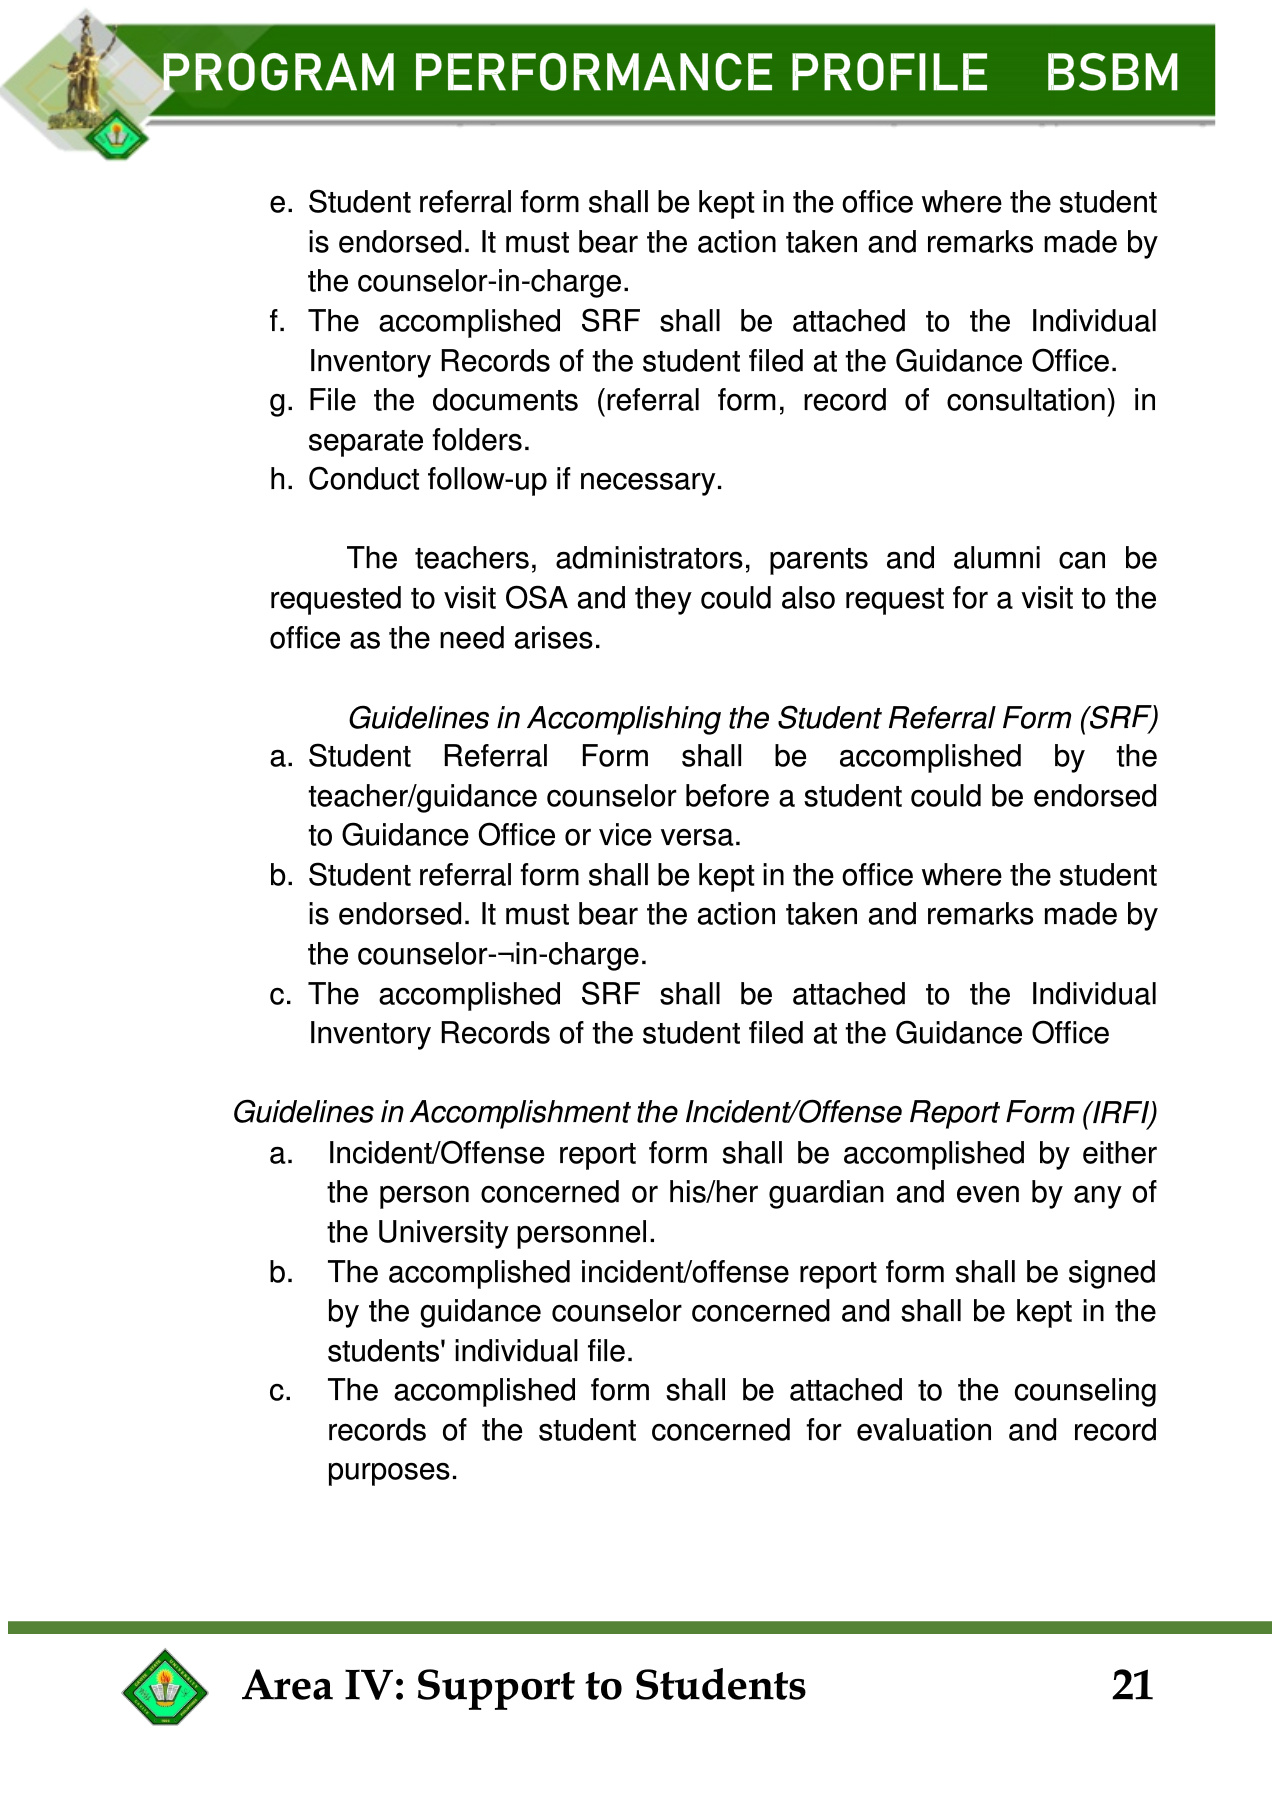 PROGRAM PERFORMANCE PROFILE BSBM
e. Student referral form shall be kept in the office where the student
is endorsed. It must bear the action taken and remarks made by
the counselor-in-charge.
f. The accomplished SRF shall be attached to the Individual
Inventory Records of the student filed at the Guidance Office.
g. File the documents (referral form, record of consultation) in
separate folders.
h. Conduct follow-up if necessary.
The teachers, administrators, parents and alumni can be
requested to visit OSA and they could also request for a visit to the
office as the need arises.
Guidelines in Accomplishing the Student Referral Form (SRF)
a. Student Referral Form shall be accomplished by the
teacher/guidance counselor before a student could be endorsed
to Guidance Office or vice versa.
b. Student referral form shall be kept in the office where the student
is endorsed. It must bear the action taken and remarks made by
the counselor-¬in-charge.
c. The accomplished SRF shall be attached to the Individual
Inventory Records of the student filed at the Guidance Office
Guidelines in Accomplishment the Incident/Offense Report Form (IRFI)
a. Incident/Offense report form shall be accomplished by either
the person concerned or his/her guardian and even by any of
the University personnel.
b. The accomplished incident/offense report form shall be signed
by the guidance counselor concerned and shall be kept in the
students' individual file.
c. The accomplished form shall be attached to the counseling
records of the student concerned for evaluation and record
purposes.
Area IV: Support to Students 21